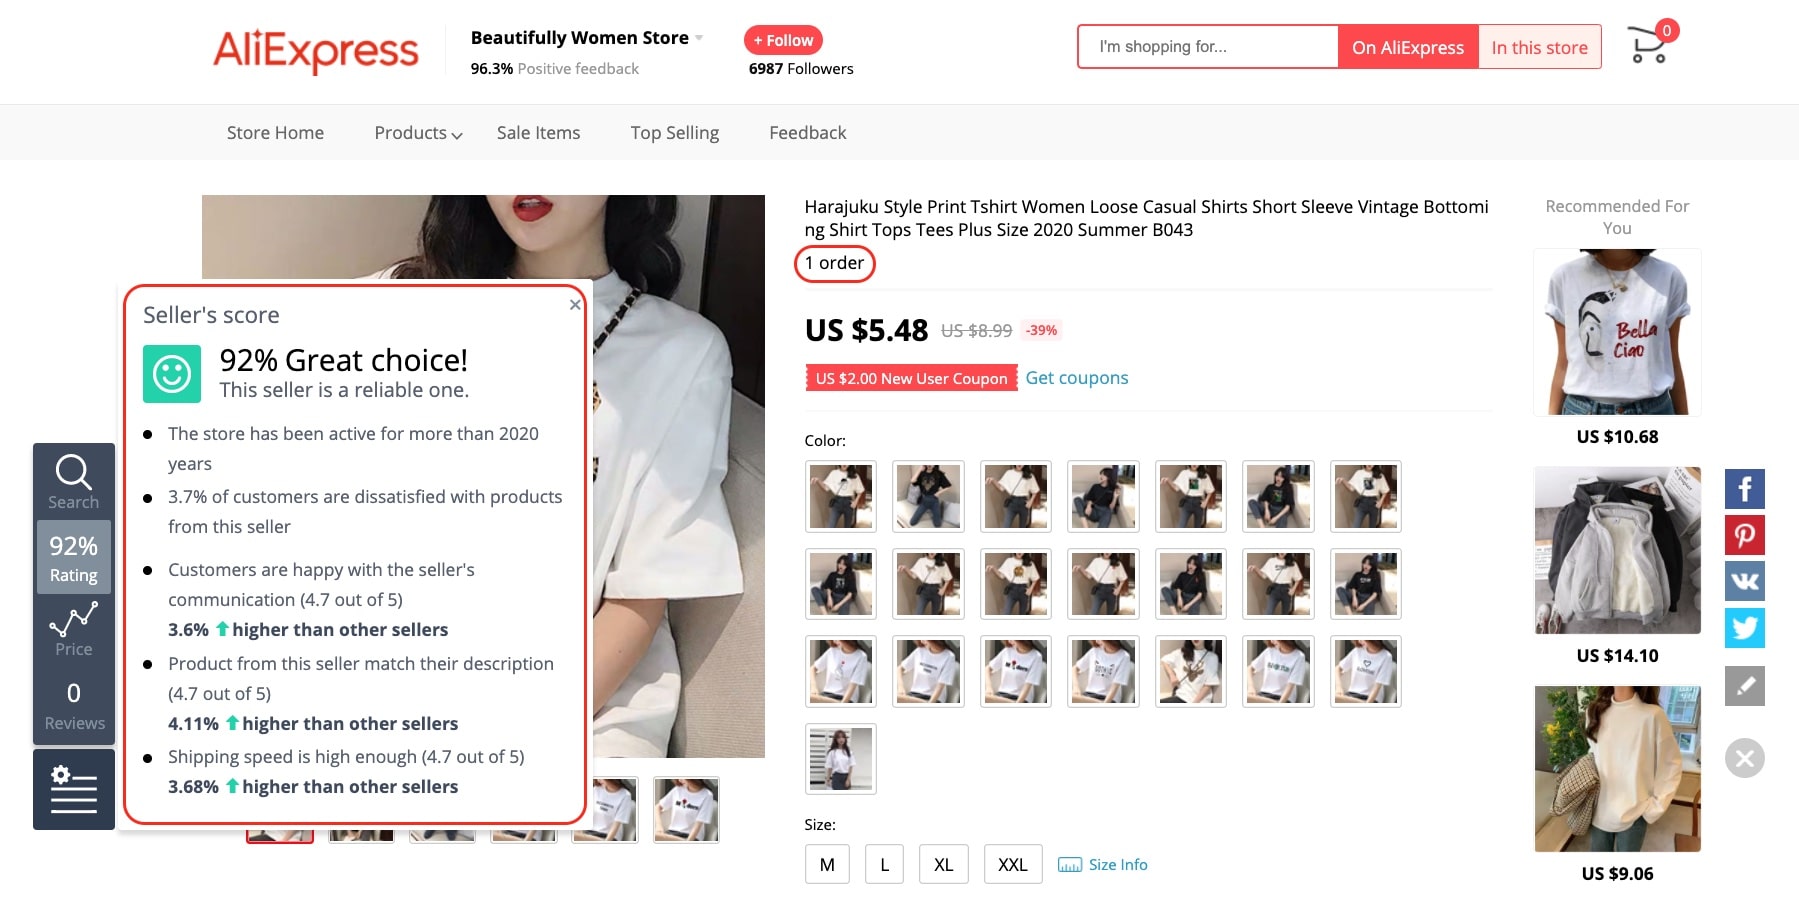 AliExpress
Beautifully Women Store
+ Follow
96.3% Positive feedback
6987 Followers
I'm shopping for...
On AliExpress
In this store
0
Store Home
Products
Sale Items
Top Selling
Feedback
Harajuku Style Print Tshirt Women Loose Casual Shirts Short Sleeve Vintage Bottomi
ng Shirt Tops Tees Plus Size 2020 Summer B043
1 order
US $5.48 US $8.99 -39%
US $2.00 New User Coupon Get coupons
Color:
Size:
M
L
XL
XXL
Size Info
Recommended For
You
Bella
Ciao
US $10.68
US $14.10
US $9.06
Search
92%
Rating
Price
0
Reviews
Seller's score
×
92% Great choice!
This seller is a reliable one.
The store has been active for more than 2020
years
3.7% of customers are dissatisfied with products
from this seller
Customers are happy with the seller's
communication (4.7 out of 5)
3.6% higher than other sellers
Product from this seller match their description
(4.7 out of 5)
4.11% higher than other sellers
Shipping speed is high enough (4.7 out of 5)
3.68% higher than other sellers